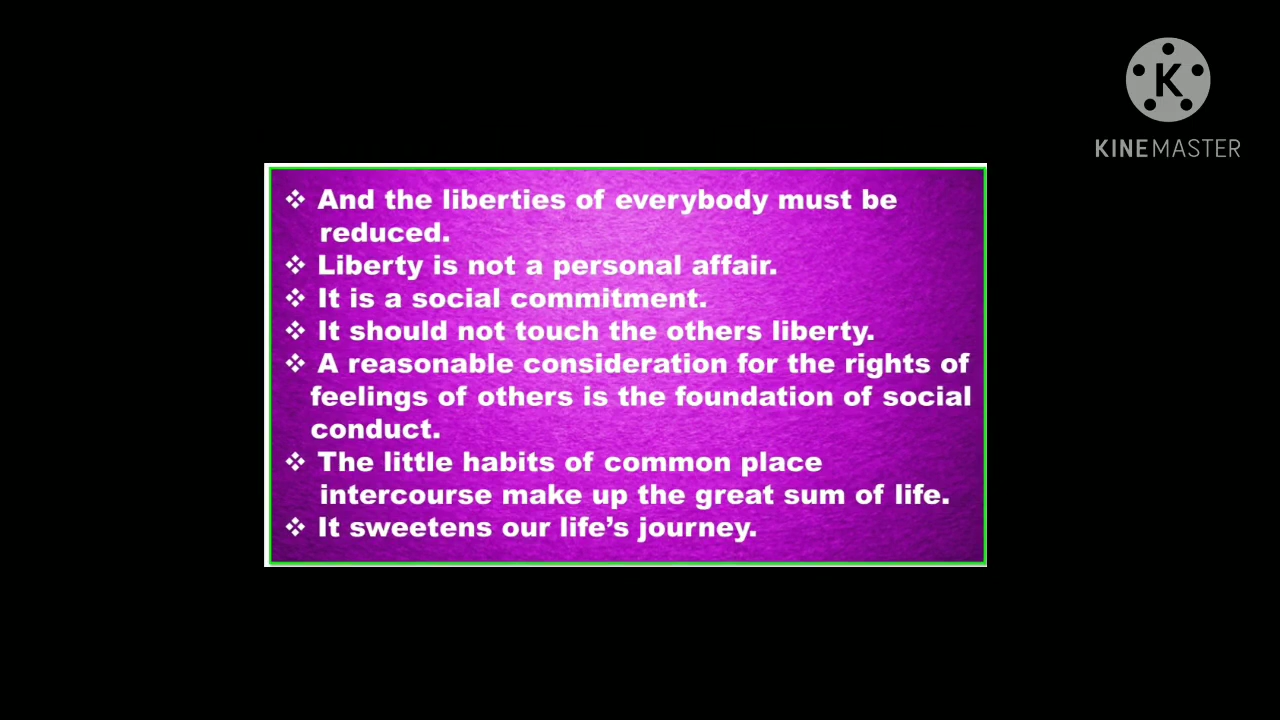 K
KINEMASTER
❖ And the liberties of everybody must be
reduced.
❖ Liberty is not a personal affair.
❖ It is a social commitment.
❖ It should not touch the others liberty.
❖ A reasonable consideration for the rights of
feelings of others is the foundation of social
conduct.
❖ The little habits of common place
intercourse make up the great sum of life.
❖ It sweetens our life’s journey.